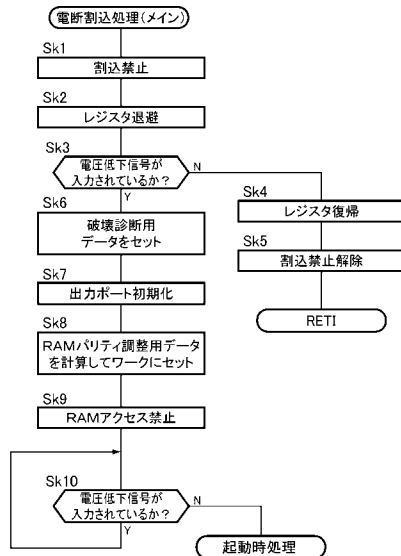 電断割込処理(メイン)
Sk1
割込禁止
Sk2
レジスタ退避
Sk3
電圧低下信号が
入力されているか?
N
Y
Sk4
レジスタ復帰
Sk5
割込禁止解除
RETI
Sk6
破壊診断用
データをセット
Sk7
出力ポート初期化
Sk8
RAMパリティ調整用データ
を計算してワークにセット
Sk9
RAMアクセス禁止
Sk10
電圧低下信号が
入力されているか?
N
Y
起動時処理